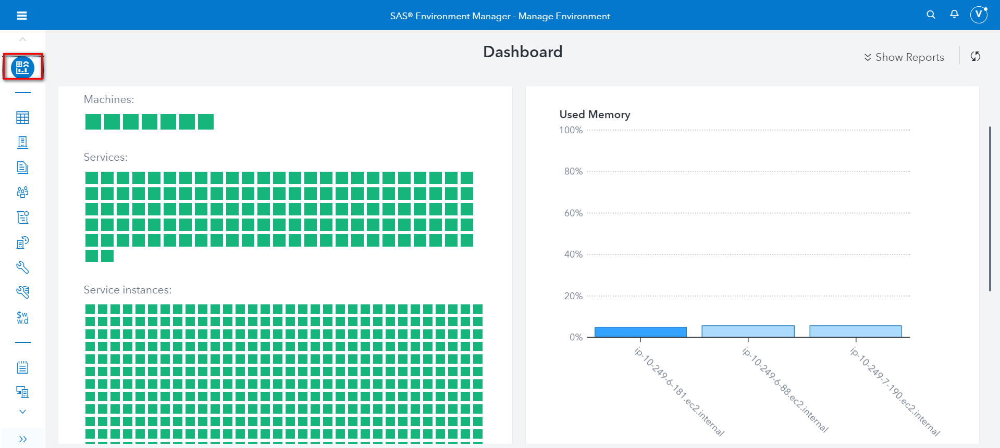 SAS® Environment Manager - Manage Environment
V
Dashboard
Show Reports
Machines:
Services:
Service instances:
$w.
w.d
Used Memory
100%
80%
60%
40%
20%
0%
ip-10-249-6-181.ec2.internal
ip-10-249-6-88.ec2.internal
ip-10-249-7-190.ec2.internal